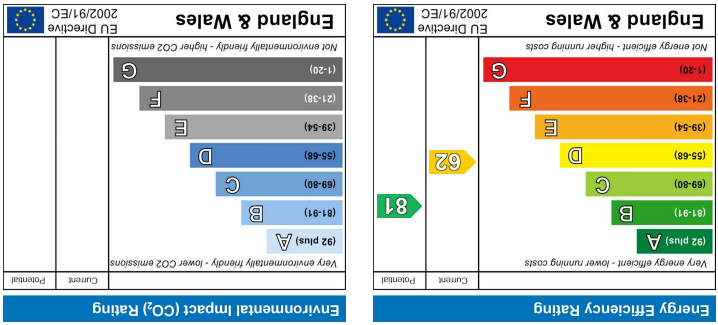 Energy Efficiency Rating
Current
Potential
Very energy efficient - lower running costs
(92 plus) A
(81-91) B
81
(69-80) C
(55-68) D
62
(39-54) E
(21-38) F
(1-20) G
Not energy efficient - higher running costs
England & Wales
EU Directive
2002/91/EC
Environmental Impact (CO₂) Rating
Current
Potential
Very environmentally friendly - lower CO2 emissions
(92 plus) A
(81-91) B
(69-80) C
(55-68) D
(39-54) E
(21-38) F
(1-20) G
Not environmentally friendly - higher CO2 emissions
England & Wales
EU Directive
2002/91/EC